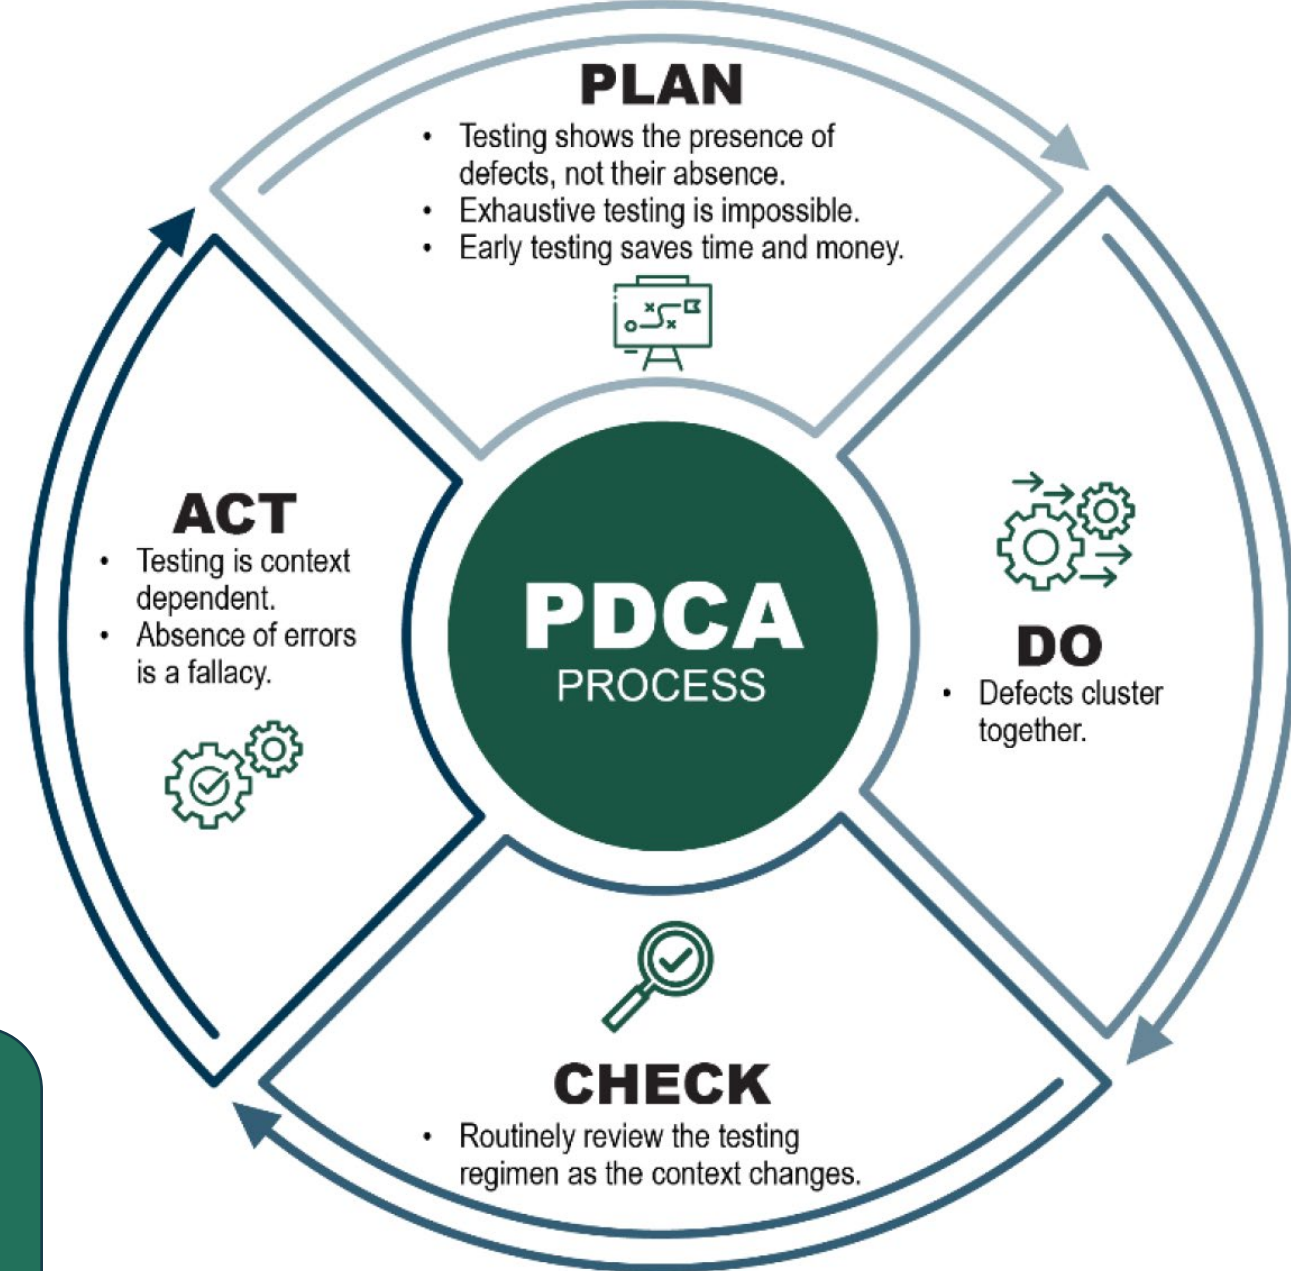 PLAN
• Testing shows the presence of
defects, not their absence.
• Exhaustive testing is impossible.
• Early testing saves time and money.
DO
• Defects cluster
together.
CHECK
• Routinely review the testing
regimen as the context changes.
ACT
• Testing is context
dependent.
• Absence of errors
is a fallacy.
PDCA
PROCESS